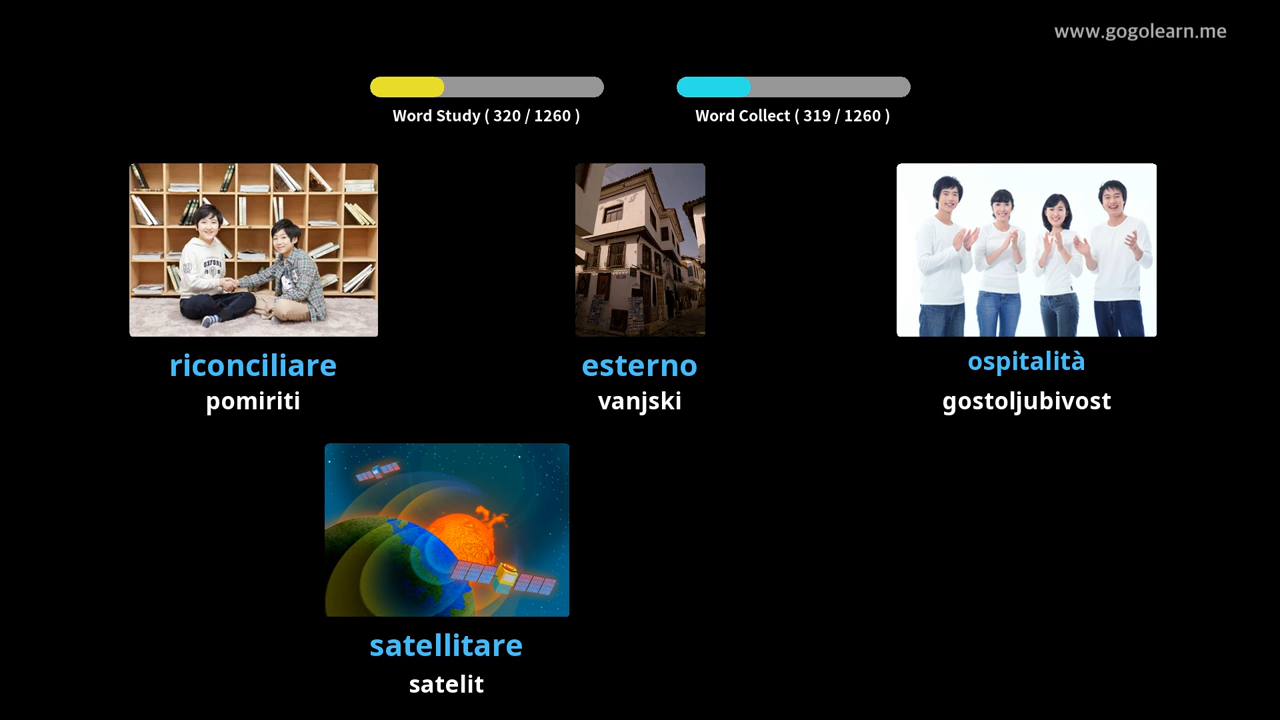 www.gogolearn.me
Word Study ( 320 / 1260 )
Word Collect ( 319 / 1260 )
riconciliare
pomiriti
esterno
vanjski
ospitalità
gostoljubivost
satellitare
satelit